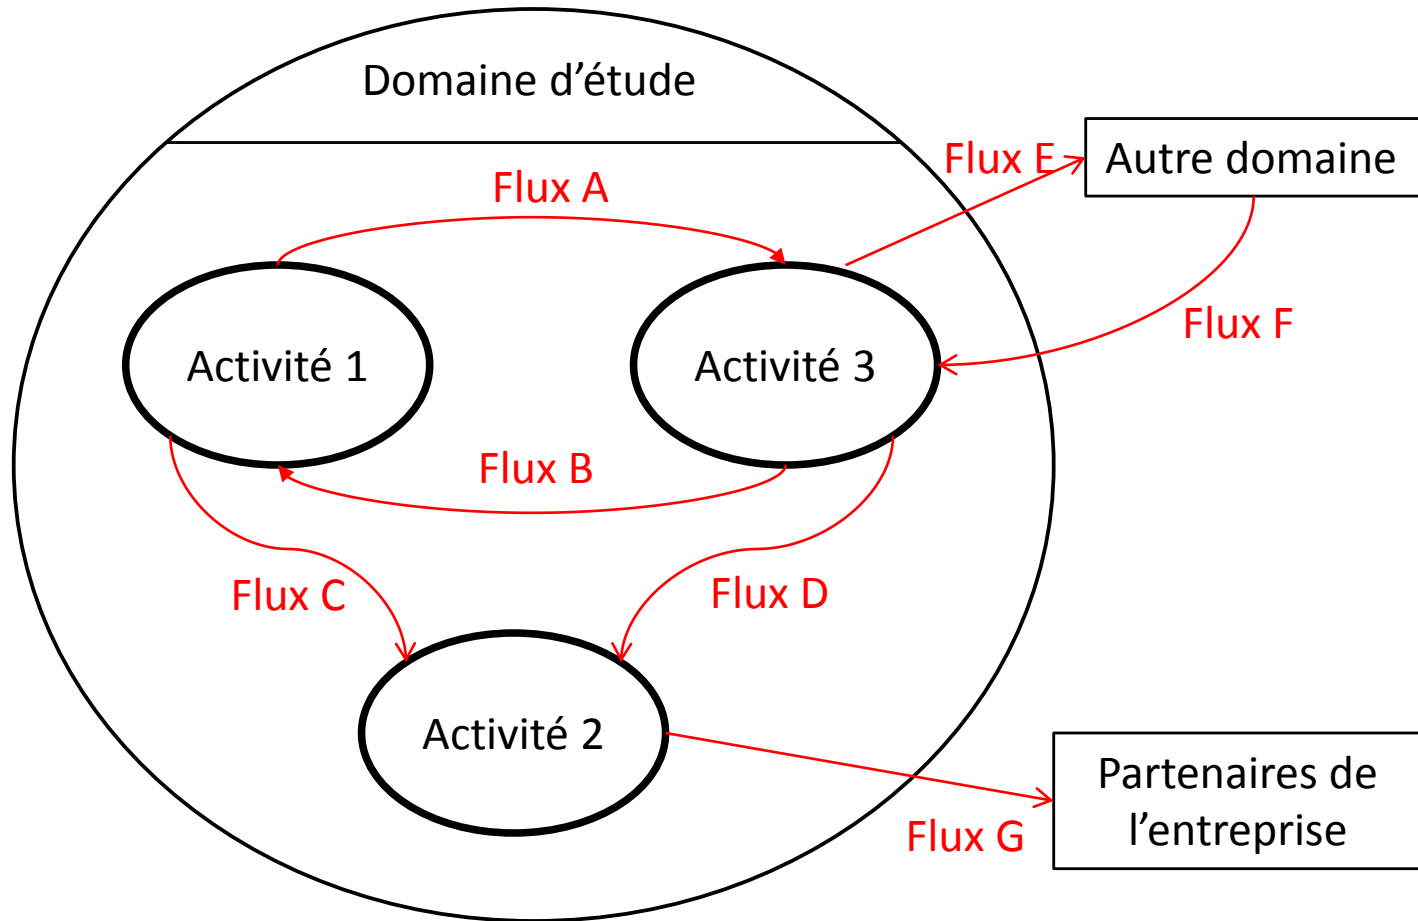 Domaine d’étude
Flux E
Autre domaine
Flux A
Flux F
Activité 1
Activité 3
Flux B
Flux C
Flux D
Activité 2
Partenaires de
l’entreprise
Flux G